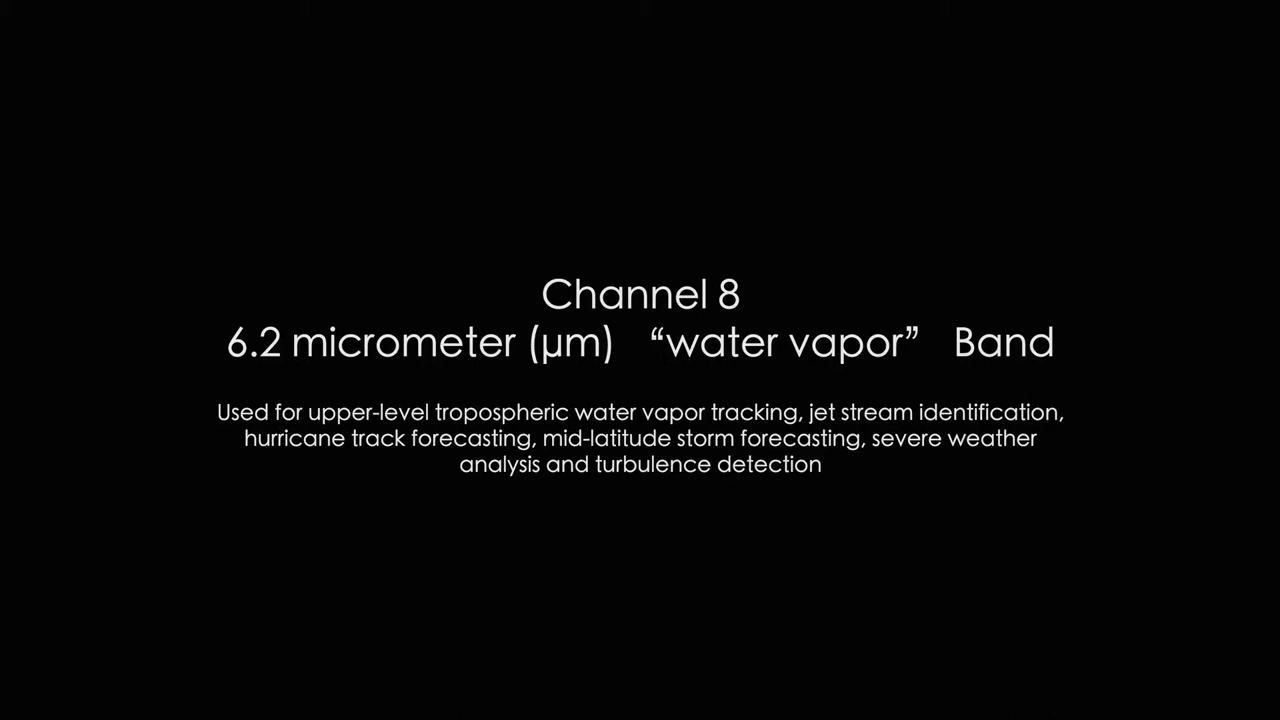 Channel 8
6.2 micrometer (µm) “water vapor” Band
Used for upper-level tropospheric water vapor tracking, jet stream identification,
hurricane track forecasting, mid-latitude storm forecasting, severe weather
analysis and turbulence detection